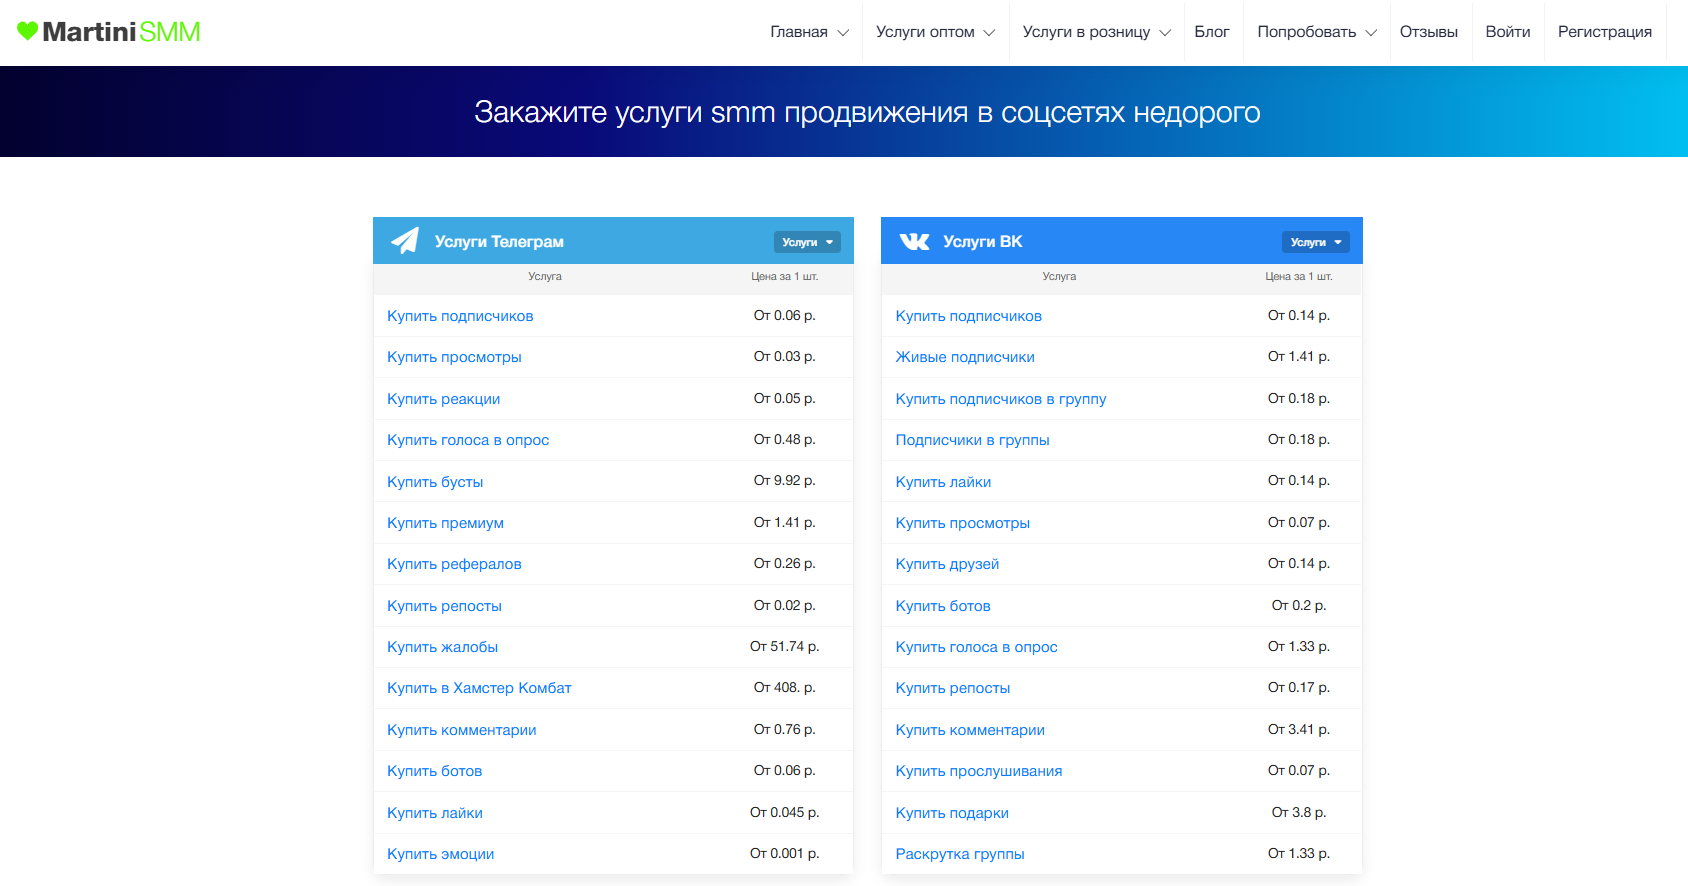 MartiniSMM
Главная Услуги оптом Услуги в розницу Блог Попробовать Отзывы Войти Регистрация
Закажите услуги smm продвижения в соцсетях недорого
Услуги Телеграм Услуги
Услуга Цена за 1 шт.
Купить подписчиков От 0.06 р.
Купить просмотры От 0.03 р.
Купить реакции От 0.05 р.
Купить голоса в опрос От 0.48 р.
Купить бусты От 9.92 р.
Купить премиум От 1.41 р.
Купить рефералов От 0.26 р.
Купить репосты От 0.02 р.
Купить жалобы От 51.74 р.
Купить в Хамстер Комбат От 408. р.
Купить комментарии От 0.76 р.
Купить ботов От 0.06 р.
Купить лайки От 0.045 р.
Купить эмоции От 0.001 р.
Услуги ВК Услуги
Услуга Цена за 1 шт.
Купить подписчиков От 0.14 р.
Живые подписчики От 1.41 р.
Купить подписчиков в группу От 0.18 р.
Подписчики в группы От 0.18 р.
Купить лайки От 0.14 р.
Купить просмотры От 0.07 р.
Купить друзей От 0.14 р.
Купить ботов От 0.2 р.
Купить голоса в опрос От 1.33 р.
Купить репосты От 0.17 р.
Купить комментарии От 3.41 р.
Купить прослушивания От 0.07 р.
Купить подарки От 3.8 р.
Раскрутка группы От 1.33 р.